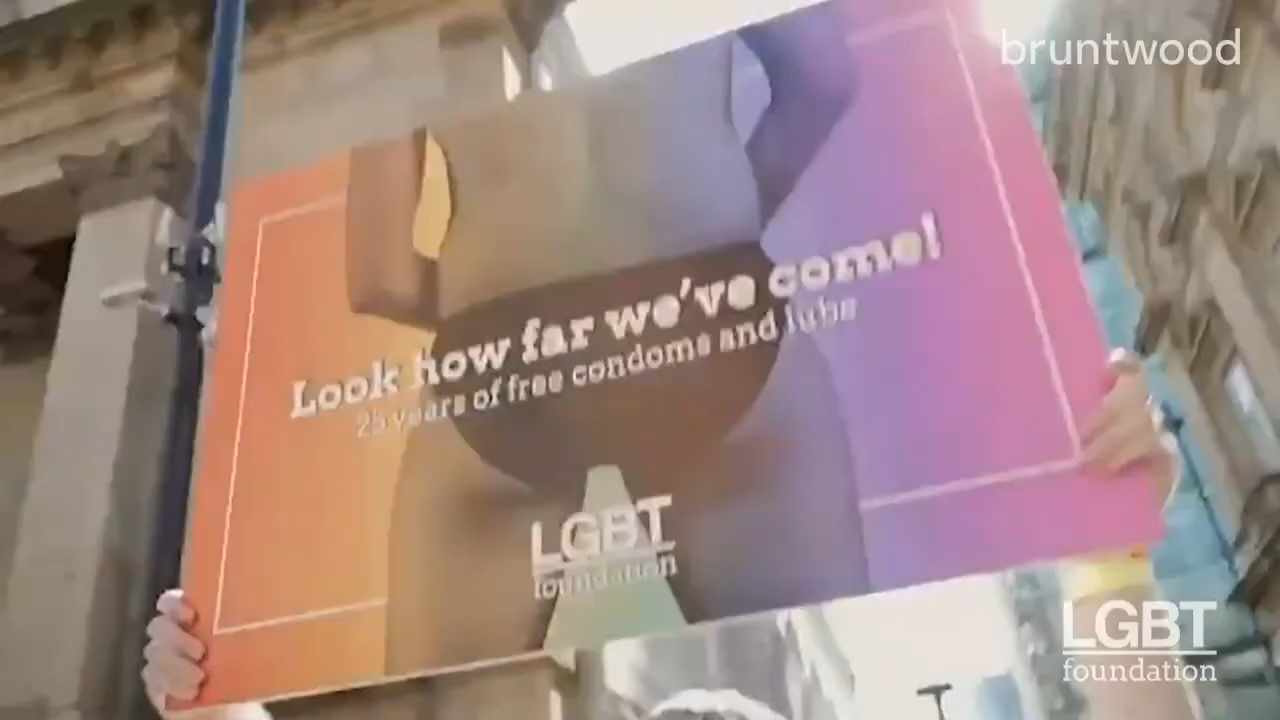 bruntwood
Look how far we've come!
25 years of free condoms and lube
LGBT
foundation
LGBT
foundation